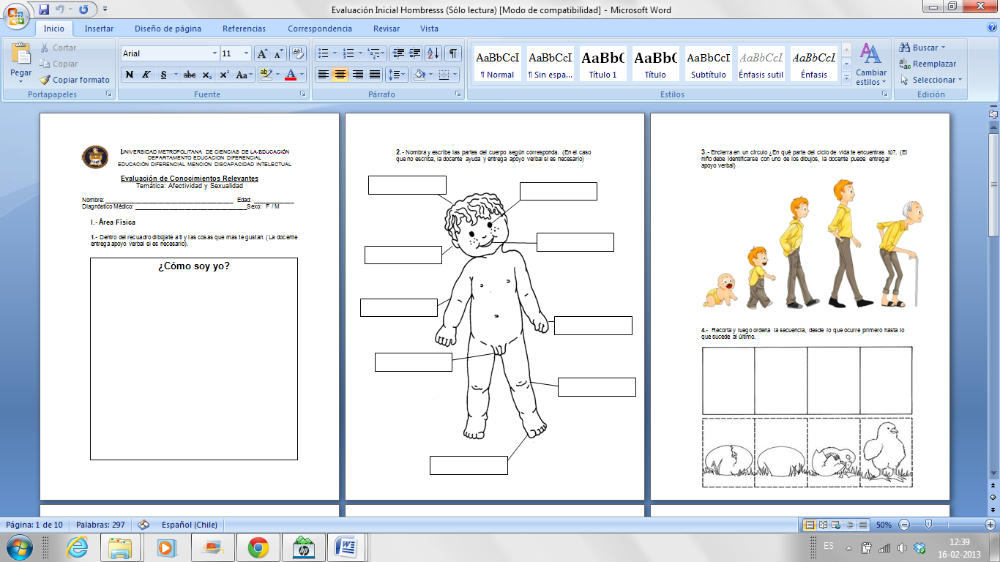 Evaluación Inicial Hombresss (Sólo lectura) [Modo de compatibilidad] - Microsoft Word
Inicio Insertar Diseño de página Referencias Correspondencia Revisar Vista
Pegar
Cortar
Copiar
Copiar formato
Portapapeles
Arial 11
N K S abc x₂ x² Aa
Fuente
Párrafo
AaBbCcI AaBbCcI AaBbC AaBbC AaBbCcI AaBbCcI AaBbCcI
¶ Normal ¶ Sin espa... Título 1 Título Subtítulo Énfasis sutil Énfasis
Cambiar estilos
Estilos
Buscar
Reemplazar
Seleccionar
Edición
UNIVERSIDAD METROPOLITANA DE CIENCIAS DE LA EDUCACIÓN
DEPARTAMENTO EDUCACION DIFERENCIAL
EDUCACIÓN DIFERENCIAL MENCION DISCAPACIDAD INTELECTUAL
Evaluación de Conocimientos Relevantes
Temática: Afectividad y Sexualidad
Nombre: Edad:
Diagnóstico Médico: Sexo: F / M
I.- Área Física
1.- Dentro del recuadro dibújate a ti y las cosas que mas te gustan. (La docente
entrega apoyo verbal si es necesario).
¿Cómo soy yo?
2.- Nombra y escribe las partes del cuerpo según corresponda. (En el caso
que no escriba, la docente ayuda y entrega apoyo verbal si es necesario)
3.- Encierra en un círculo ¿En qué parte del ciclo de vida te encuentras tú?. (El
niño debe identificarse con uno de los dibujos, la docente puede entregar
apoyo verbal)
4.- Recorta y luego ordena la secuencia, desde lo que ocurre primero hasta lo
que sucede al último.
Página: 1 de 10 Palabras: 297 Español (Chile) 50%
ES 12:39
16-02-2013